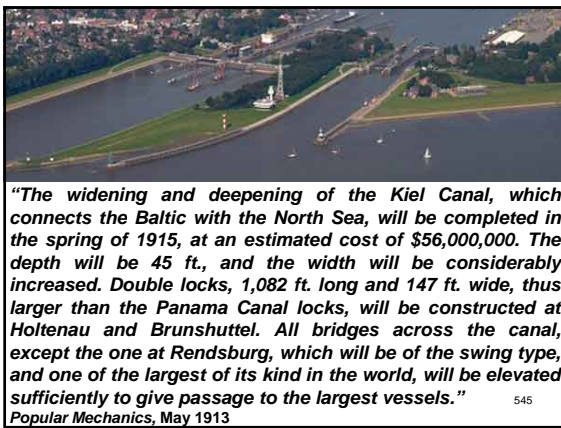 “The widening and deepening of the Kiel Canal, which
connects the Baltic with the North Sea, will be completed in
the spring of 1915, at an estimated cost of $56,000,000. The
depth will be 45 ft., and the width will be considerably
increased. Double locks, 1,082 ft. long and 147 ft. wide, thus
larger than the Panama Canal locks, will be constructed at
Holtenau and Brunshuttel. All bridges across the canal,
except the one at Rendsburg, which will be of the swing type,
and one of the largest of its kind in the world, will be elevated
sufficiently to give passage to the largest vessels.”
545
Popular Mechanics, May 1913